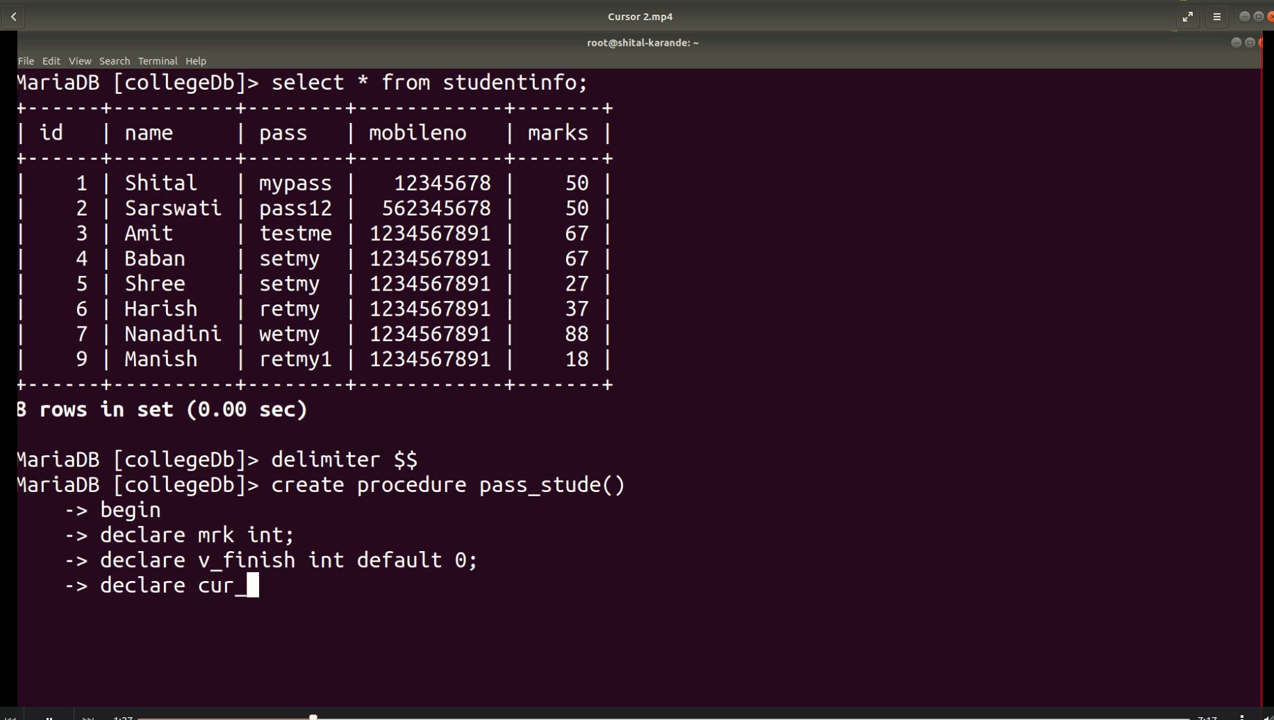 Cursor 2.mp4
root@shital-karande: ~
File Edit View Search Terminal Help
MariaDB [collegeDb]> select * from studentinfo;
+------+----------+--------+------------+-------+
| id | name | pass | mobileno | marks |
+------+----------+--------+------------+-------+
| 1 | Shital | mypass | 12345678 | 50 |
| 2 | Sarswati | pass12 | 562345678 | 50 |
| 3 | Amit | testme | 1234567891 | 67 |
| 4 | Baban | setmy | 1234567891 | 67 |
| 5 | Shree | setmy | 1234567891 | 27 |
| 6 | Harish | retmy | 1234567891 | 37 |
| 7 | Nanadini | wetmy | 1234567891 | 88 |
| 9 | Manish | retmy1 | 1234567891 | 18 |
+------+----------+--------+------------+-------+
8 rows in set (0.00 sec)
MariaDB [collegeDb]> delimiter $$
MariaDB [collegeDb]> create procedure pass_stude()
-> begin
-> declare mrk int;
-> declare v_finish int default 0;
-> declare cur_
1:27 7:17